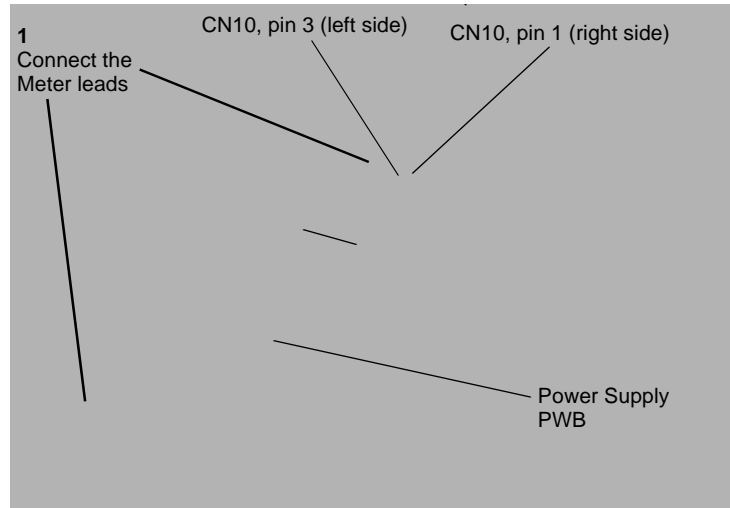 1
Connect the
Meter leads
CN10, pin 3 (left side)
CN10, pin 1 (right side)
Power Supply
PWB